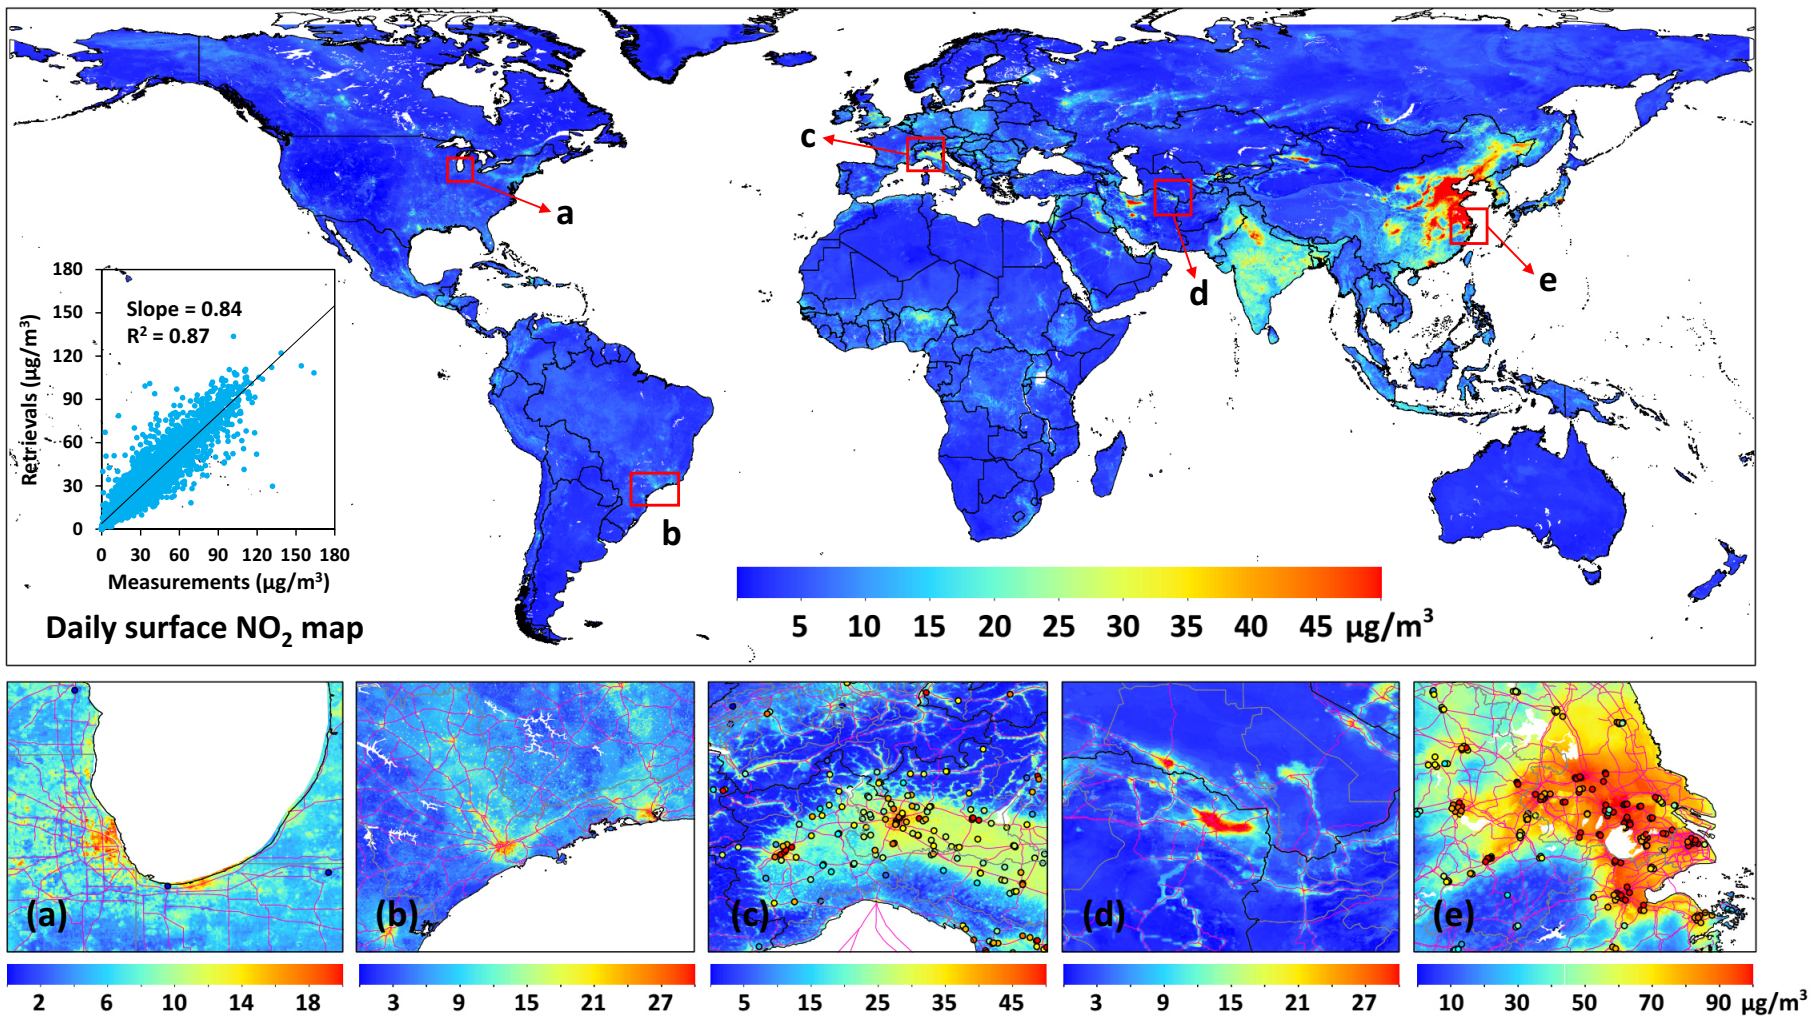 c
a
d
e
b
180
150
120
90
60
30
0
Slope = 0.84
R² = 0.87
Retrievals (µg/m³)
0 30 60 90 120 150 180
Measurements (µg/m³)
Daily surface NO₂ map
5 10 15 20 25 30 35 40 45 µg/m³
(a) (b) (c) (d) (e)
2 6 10 14 18
3 9 15 21 27
5 15 25 35 45
3 9 15 21 27
10 30 50 70 90 µg/m³